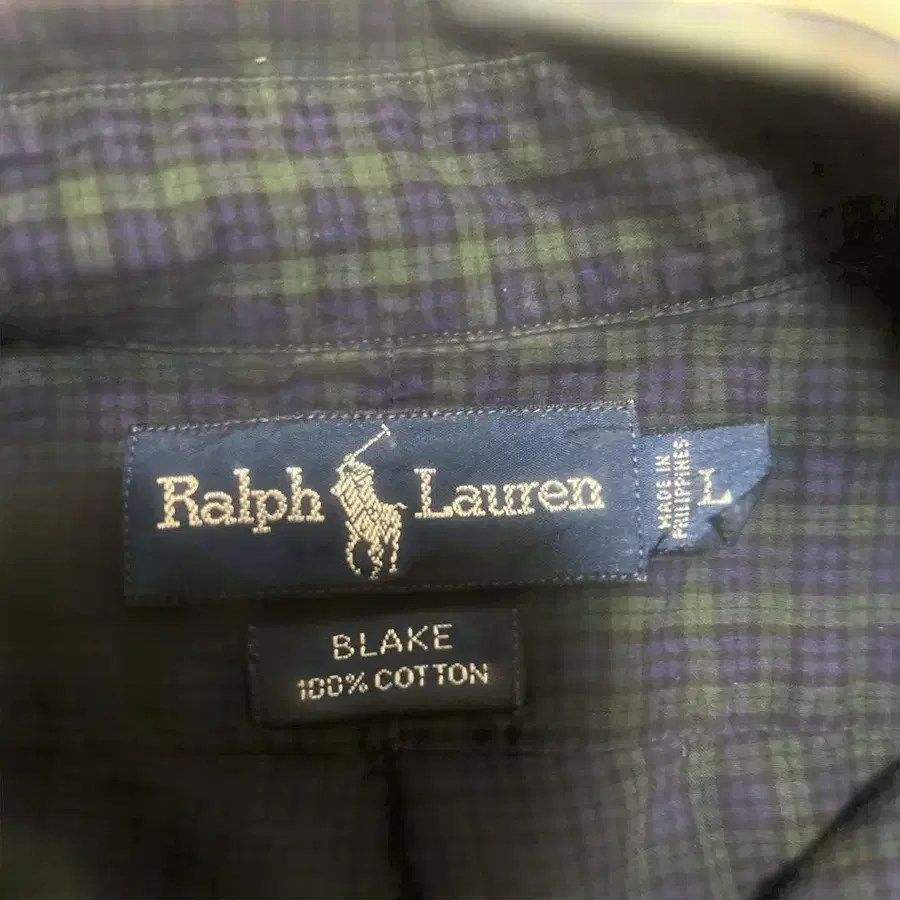 Ralph Lauren
MADE IN
PHILIPPINES
L
BLAKE
100% COTTON